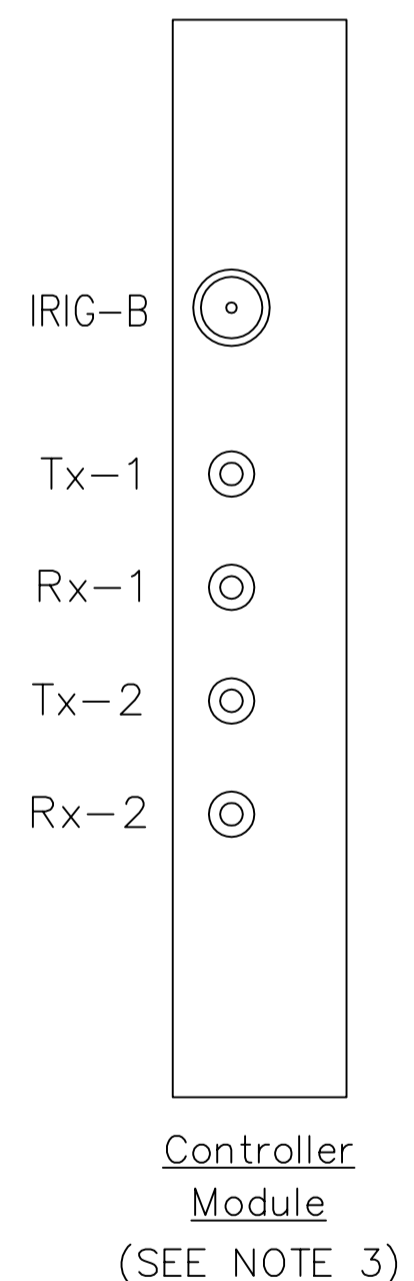 IRIG-B
Tx-1
Rx-1
Tx-2
Rx-2
Controller
Module
(SEE NOTE 3)